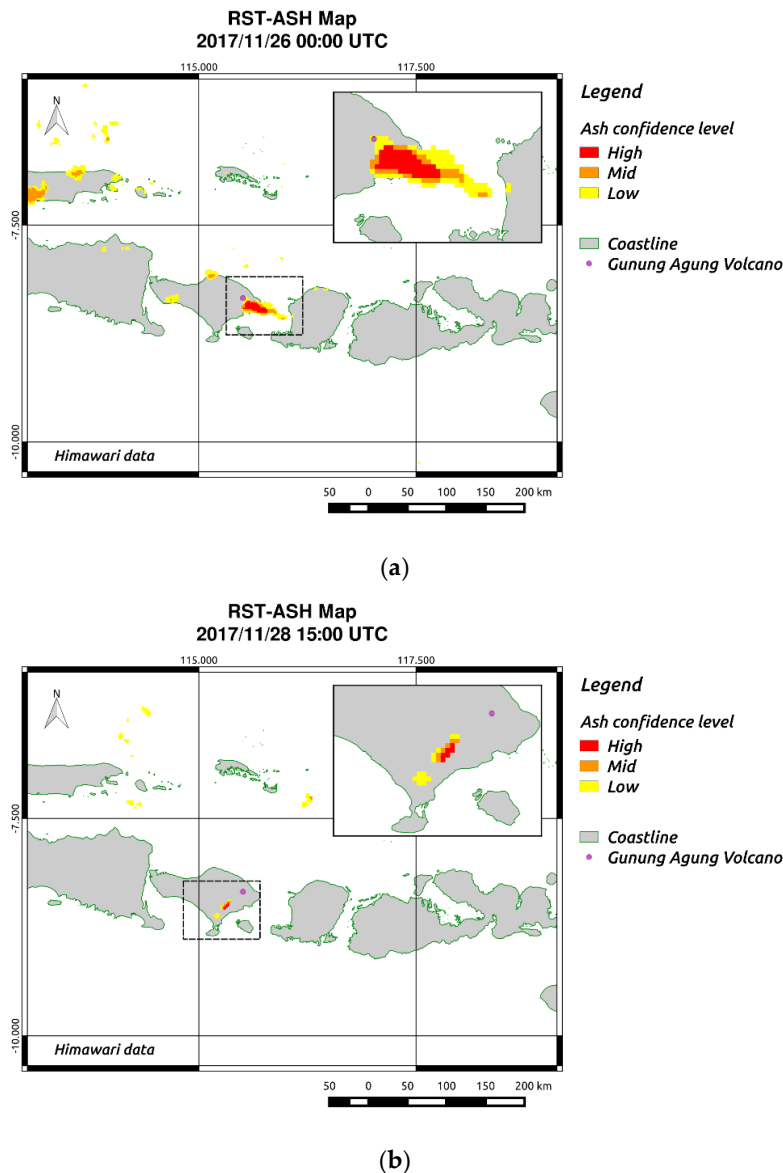 RST-ASH Map
2017/11/26 00:00 UTC
115.000
117.500
N
-7.500
-10.000
Himawari data
Legend
Ash confidence level
High
Mid
Low
Coastline
Gunung Agung Volcano
50 0 50 100 150 200 km
(a)
RST-ASH Map
2017/11/28 15:00 UTC
115.000
117.500
N
-7.500
-10.000
Himawari data
Legend
Ash confidence level
High
Mid
Low
Coastline
Gunung Agung Volcano
50 0 50 100 150 200 km
(b)